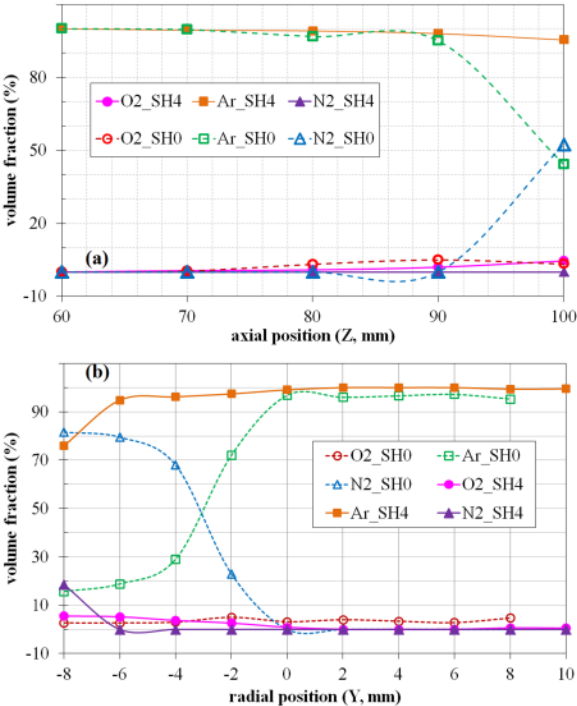 80
50
20
-10
volume fraction (%)
O2_SH4 Ar_SH4 N2_SH4
O2_SH0 Ar_SH0 N2_SH0
(a)
60 70 80 90 100
axial position (Z, mm)
(b)
90
70
50
30
10
-10
volume fraction (%)
O2_SH0 Ar_SH0
N2_SH0 O2_SH4
Ar_SH4 N2_SH4
-8 -6 -4 -2 0 2 4 6 8 10
radial position (Y, mm)